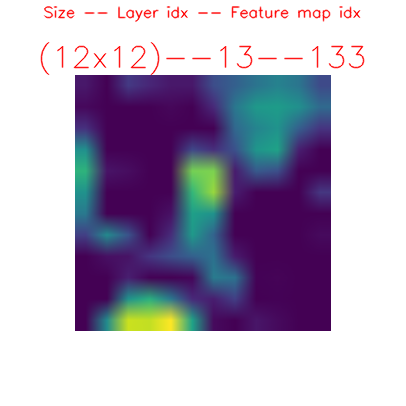 Size -- Layer idx -- Feature map idx
(12x12)--13--133